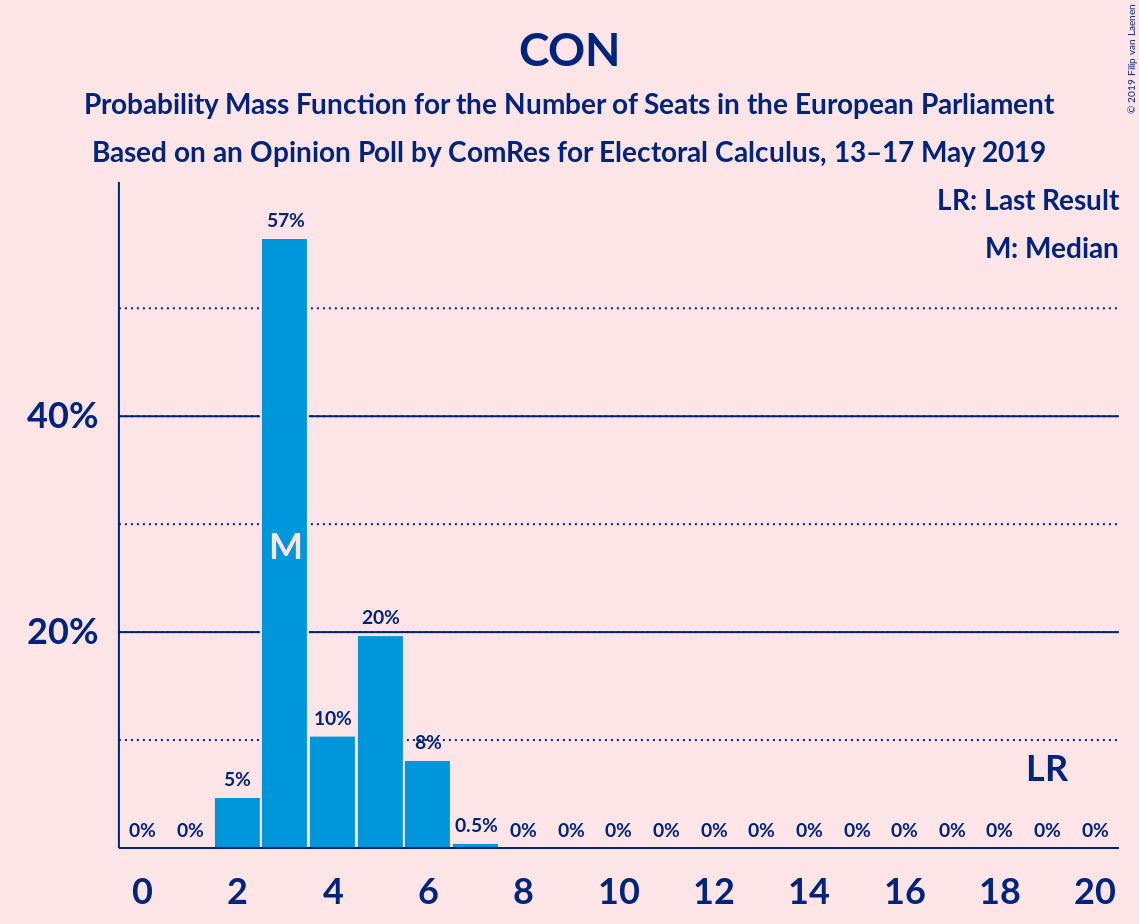 CON
Probability Mass Function for the Number of Seats in the European Parliament
Based on an Opinion Poll by ComRes for Electoral Calculus, 13–17 May 2019
© 2019 Filip van Laenen
LR: Last Result
M: Median
57%
40%
M
20%
20%
10%
8%
5%
LR
0% 0% 0.5% 0% 0% 0% 0% 0% 0% 0% 0% 0% 0% 0% 0% 0%
0 2 4 6 8 10 12 14 16 18 20